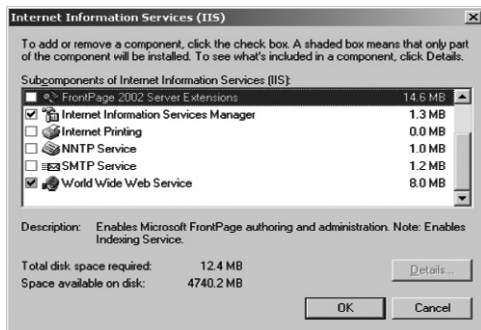 Internet Information Services (IIS)
To add or remove a component, click the check box. A shaded box means that only part
of the component will be installed. To see what's included in a component, click Details.
Subcomponents of Internet Information Services (IIS):
FrontPage 2002 Server Extensions 14.6 MB
Internet Information Services Manager 1.3 MB
Internet Printing 0.0 MB
NNTP Service 1.0 MB
SMTP Service 1.2 MB
World Wide Web Service 8.0 MB
Description: Enables Microsoft FrontPage authoring and administration. Note: Enables
Indexing Service.
Total disk space required: 12.4 MB
Space available on disk: 4740.2 MB
Details...
OK Cancel